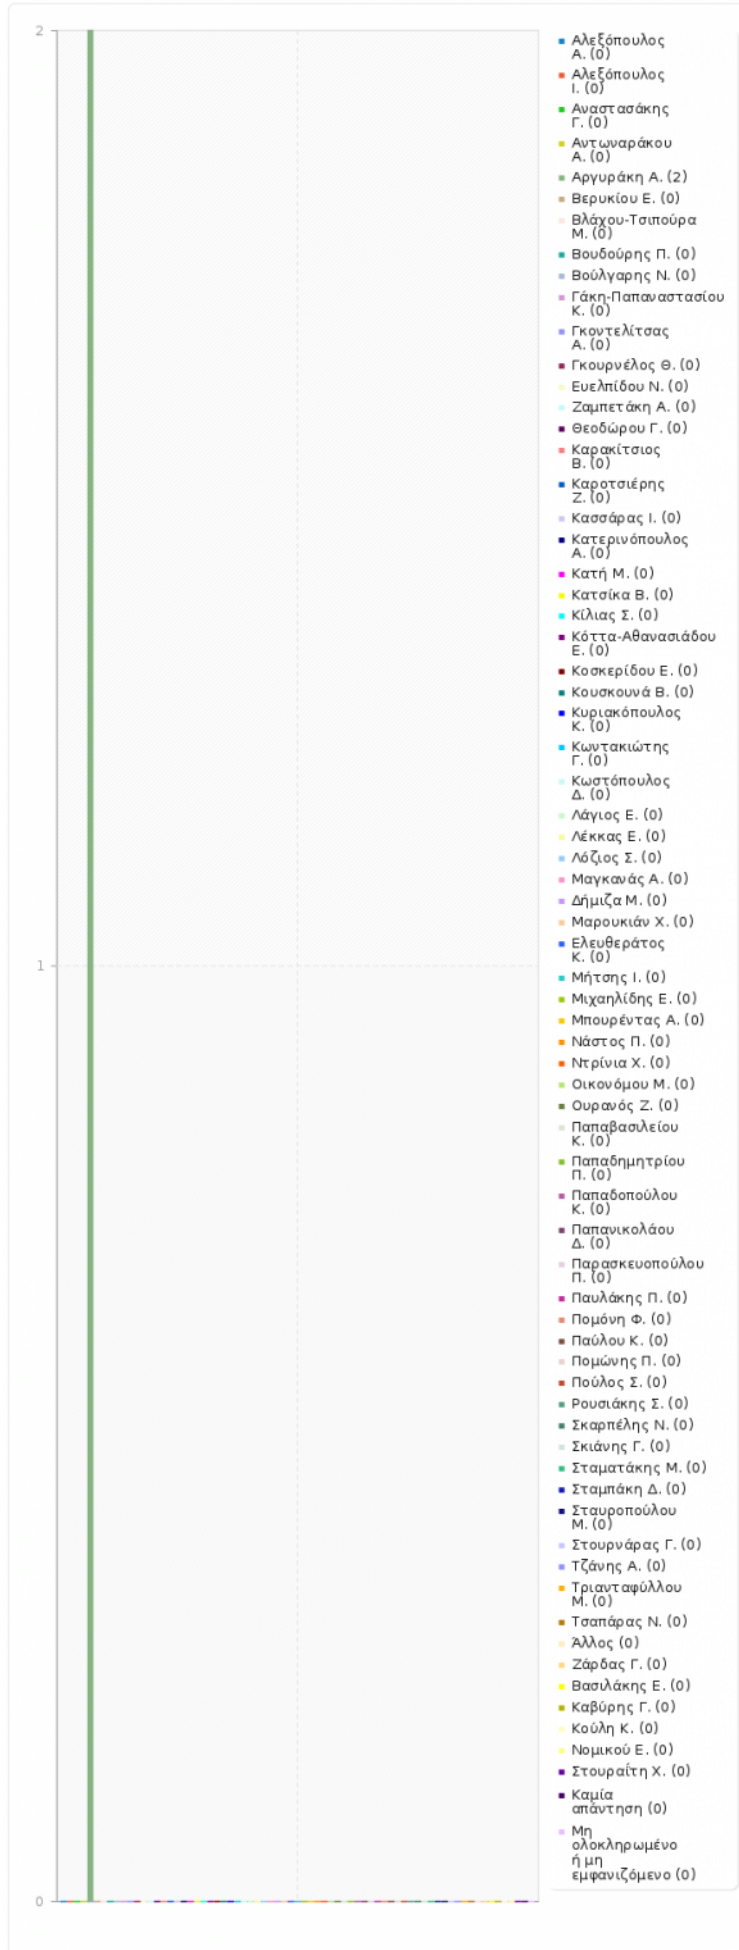 2
1
0
Αλεξόπουλος
Α. (0)
Αλεξόπουλος
Ι. (0)
Αναστασάκης
Γ. (0)
Αντωναράκου
Α. (0)
Αργυράκη Α. (2)
Βερυκίου Ε. (0)
Βλάχου-Τσιπούρα
Μ. (0)
Βουδούρης Π. (0)
Βούλγαρης Ν. (0)
Γάκη-Παπαναστασίου
Κ. (0)
Γκοντελίτσας
Α. (0)
Γκουρνέλος Θ. (0)
Ευελπίδου Ν. (0)
Ζαμπετάκη Α. (0)
Θεοδώρου Γ. (0)
Καρακίτσιος
Β. (0)
Καροτσιέρης
Ζ. (0)
Κασσάρας Ι. (0)
Κατερινόπουλος
Α. (0)
Κατή Μ. (0)
Κατσίκα Β. (0)
Κίλιας Σ. (0)
Κόττα-Αθανασιάδου
Ε. (0)
Κοσκερίδου Ε. (0)
Κουσκουνά Β. (0)
Κυριακόπουλος
Κ. (0)
Κωντακιώτης
Γ. (0)
Κωστόπουλος
Δ. (0)
Λάγιος Ε. (0)
Λέκκας Ε. (0)
Λόζιος Σ. (0)
Μαγκανάς Α. (0)
Δήμιζα Μ. (0)
Μαρουκιάν Χ. (0)
Ελευθεράτος
Κ. (0)
Μήτσης Ι. (0)
Μιχαηλίδης Ε. (0)
Μπουρέντας Α. (0)
Νάστος Π. (0)
Ντρίνια Χ. (0)
Οικονόμου Μ. (0)
Ουρανός Ζ. (0)
Παπαβασιλείου
Κ. (0)
Παπαδημητρίου
Π. (0)
Παπαδοπούλου
Κ. (0)
Παπανικολάου
Δ. (0)
Παρασκευοπούλου
Π. (0)
Παυλάκης Π. (0)
Πομόνη Φ. (0)
Παύλου Κ. (0)
Πομώνης Π. (0)
Πούλος Σ. (0)
Ρουσιάκης Σ. (0)
Σκαρπέλης Ν. (0)
Σκιάνης Γ. (0)
Σταματάκης Μ. (0)
Σταμπάκη Δ. (0)
Σταυροπούλου
Μ. (0)
Στουρνάρας Γ. (0)
Τζάνης Α. (0)
Τριανταφύλλου
Μ. (0)
Τσαπάρας Ν. (0)
Άλλος (0)
Ζάρδας Γ. (0)
Βασιλάκης Ε. (0)
Καβύρης Γ. (0)
Κούλη Κ. (0)
Νομικού Ε. (0)
Στουραΐτη Χ. (0)
Καμία
απάντηση (0)
Μη
ολοκληρωμένο
ή μη
εμφανιζόμενο (0)